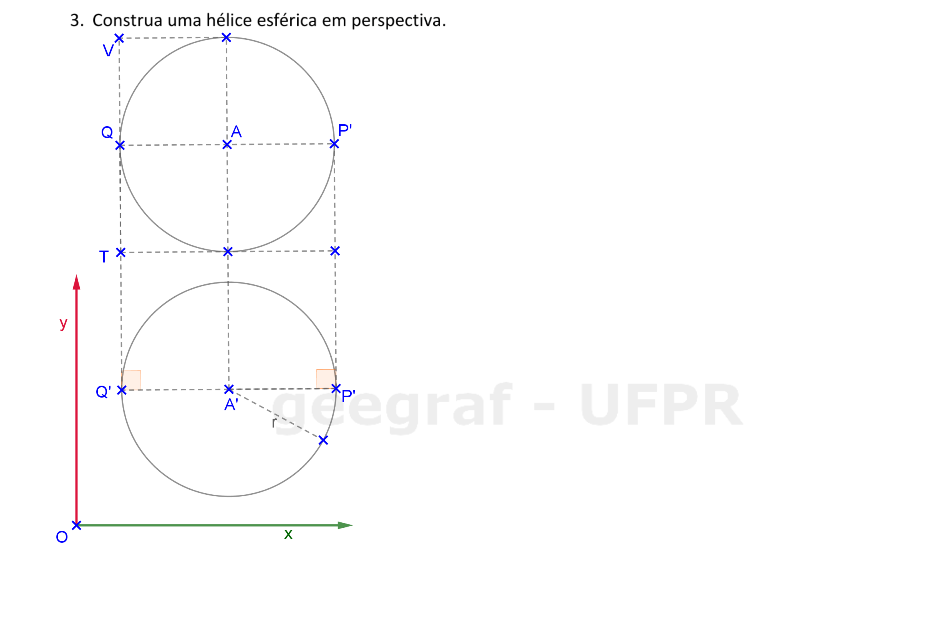 3. Construa uma hélice esférica em perspectiva.
V
Q
A
P'
T
y
Q'
A'
P'
r
geegraf - UFPR
O
x